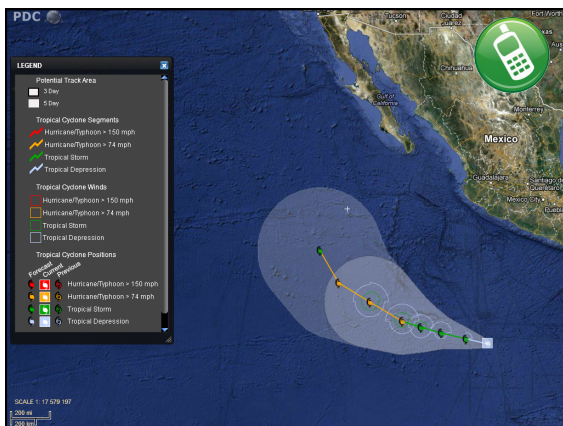 PDC
LEGEND
Potential Track Area
3 Day
5 Day
Tropical Cyclone Segments
Hurricane/Typhoon > 150 mph
Hurricane/Typhoon > 74 mph
Tropical Storm
Tropical Depression
Tropical Cyclone Winds
Hurricane/Typhoon > 150 mph
Hurricane/Typhoon > 74 mph
Tropical Storm
Tropical Depression
Tropical Cyclone Positions
Forecast Current Previous
Hurricane/Typhoon > 150 mph
Hurricane/Typhoon > 74 mph
Tropical Storm
Tropical Depression
SCALE 1: 17 579 197
200 mi
200 km
Tucson
Ciudad
Fort Worth
Chihuahua
Gulf of
California
Monterrey
Mexico
Guadalajara
Santiago de
Queretaro
Mexico City